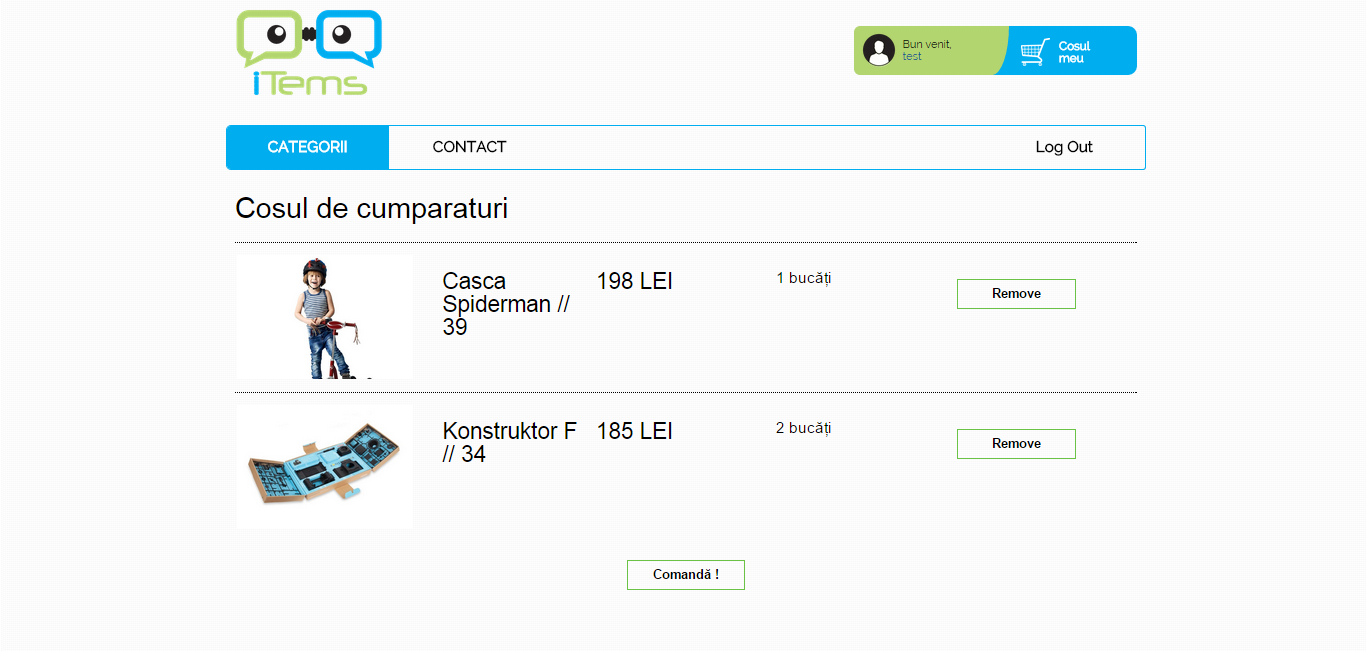 iTems
Bun venit,
test
Cosul
meu
CATEGORII
CONTACT
Log Out
Cosul de cumparaturi
Casca
Spiderman //
39
198 LEI
1 bucăți
Remove
Konstruktor F
// 34
185 LEI
2 bucăți
Remove
Comandă !